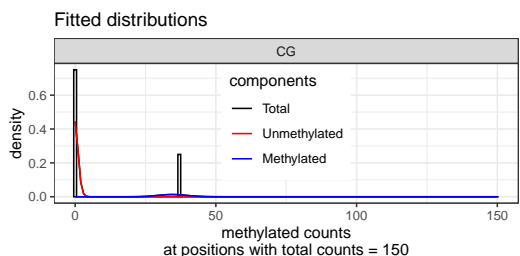 Fitted distributions
CG
components
Total
Unmethylated
Methylated
density
0.6
0.4
0.2
0.0
0
50
100
150
methylated counts
at positions with total counts = 150